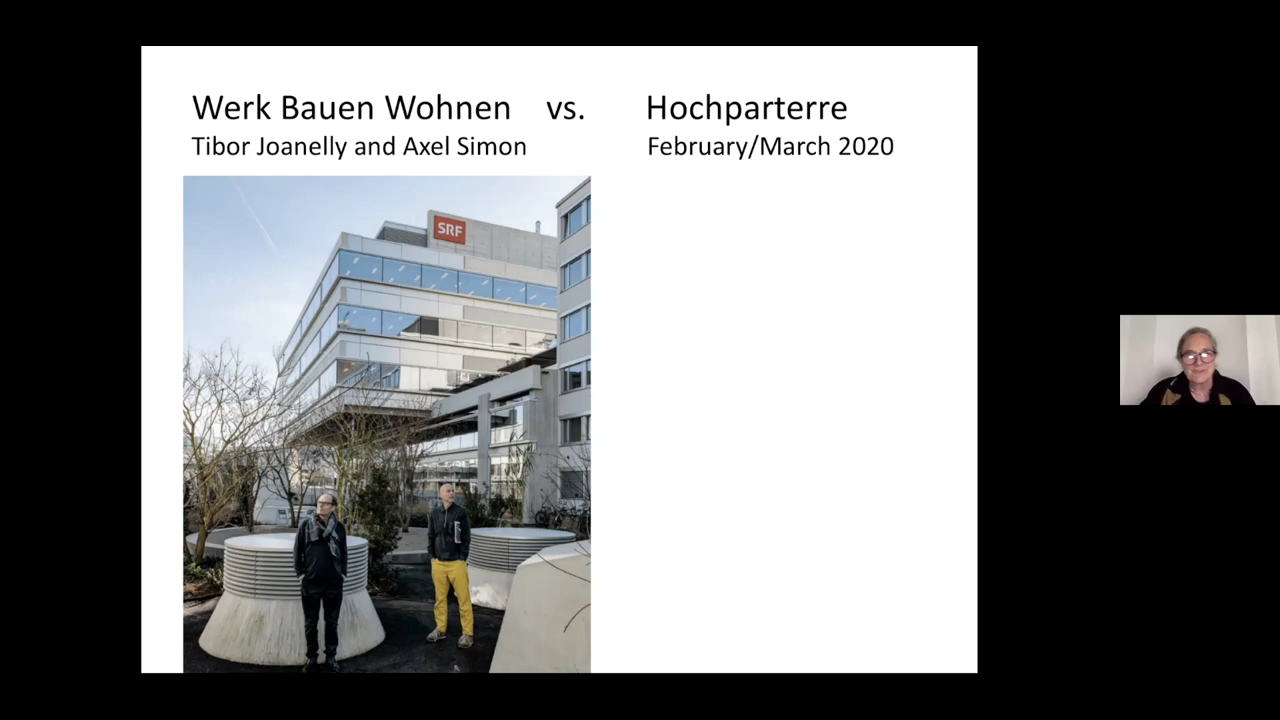 Werk Bauen Wohnen vs. Hochparterre
Tibor Joanelly and Axel Simon February/March 2020
SRF